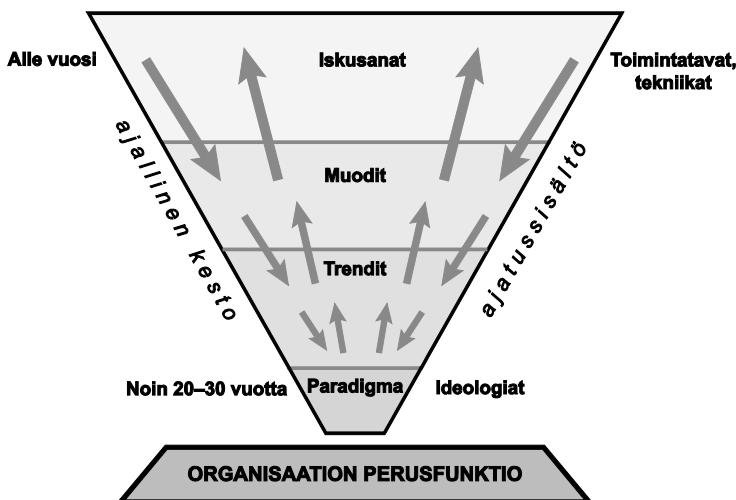 Alle vuosi
Iskusanat
Toimintatavat,
tekniikat
ajallinen kesto
Muodit
ajatussisältö
Trendit
Noin 20–30 vuotta
Paradigma
Ideologiat
ORGANISAATION PERUSFUNKTIO